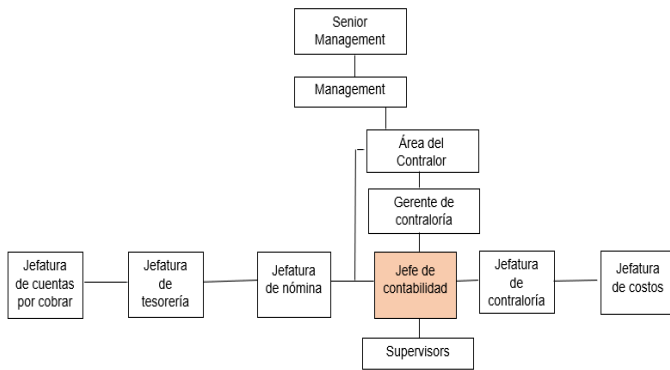 Senior
Management
Management
Área del
Contralor
Gerente de
contraloría
Jefatura
de cuentas
por cobrar
Jefatura
de
tesorería
Jefatura
de nómina
Jefe de
contabilidad
Jefatura
de
contraloría
Jefatura
de costos
Supervisors